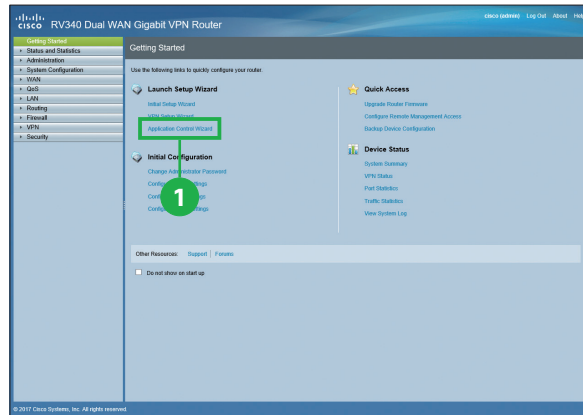 cisco RV340 Dual WAN Gigabit VPN Router
cisco (admin) Log Out About Help
Getting Started
Status and Statistics
Administration
System Configuration
WAN
QoS
LAN
Routing
Firewall
VPN
Security
Getting Started
Use the following links to quickly configure your router:
Launch Setup Wizard
Initial Setup Wizard
VPN Setup Wizard
Application Control Wizard
Initial Configuration
Change Administrator Password
1
Quick Access
Upgrade Router Firmware
Configure Remote Management Access
Backup Device Configuration
Device Status
System Summary
VPN Status
Port Statistics
Traffic Statistics
View System Log
Other Resources: Support | Forums
Do not show on start up
© 2017 Cisco Systems, Inc. All rights reserved.